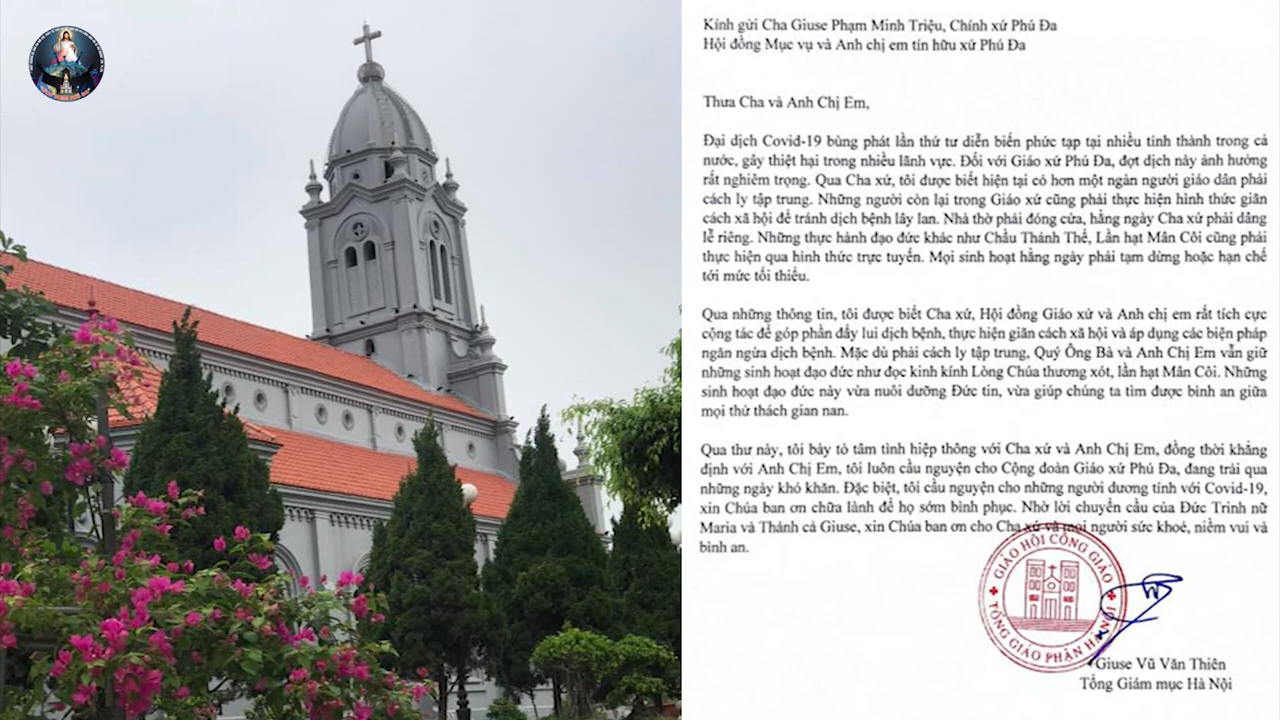 Kính gửi Cha Giuse Phạm Minh Triệu, Chính xứ Phú Đa
Hội đồng Mục vụ và Anh chị em tín hữu xứ Phú Đa
Thưa Cha và Anh Chị Em,
Đại dịch Covid-19 bùng phát lần thứ tư diễn biến phức tạp tại nhiều tỉnh thành trong cả
nước, gây thiệt hại trong nhiều lãnh vực. Đối với Giáo xứ Phú Đa, đợt dịch này ảnh hưởng
rất nghiêm trọng. Qua Cha xứ, tôi được biết hiện tại có hơn một ngàn người giáo dân phải
cách ly tập trung. Những người còn lại trong Giáo xứ cũng phải thực hiện hình thức giãn
cách xã hội để tránh dịch bệnh lây lan. Nhà thờ phải đóng cửa, hằng ngày Cha xứ phải dâng
lễ riêng. Những thực hành đạo đức khác như Chầu Thánh Thể, Lần hạt Mân Côi cũng phải
thực hiện qua hình thức trực tuyến. Mọi sinh hoạt hằng ngày phải tạm dừng hoặc hạn chế
tới mức tối thiểu.
Qua những thông tin, tôi được biết Cha xứ, Hội đồng Giáo xứ và Anh chị em rất tích cực
cộng tác để góp phần đẩy lui dịch bệnh, thực hiện giãn cách xã hội và áp dụng các biện pháp
ngăn ngừa dịch bệnh. Mặc dù phải cách ly tập trung, Quý Ông Bà và Anh Chị Em vẫn giữ
những sinh hoạt đạo đức như đọc kinh kính Lòng Chúa thương xót, lần hạt Mân Côi. Những
sinh hoạt đạo đức này vừa nuôi dưỡng Đức tin, vừa giúp chúng ta tìm được bình an giữa
mọi thử thách gian nan.
Qua thư này, tôi bày tỏ tâm tình hiệp thông với Cha xứ và Anh Chị Em, đồng thời khẳng
định với Anh Chị Em, tôi luôn cầu nguyện cho Cộng đoàn Giáo xứ Phú Đa, đang trải qua
những ngày khó khăn. Đặc biệt, tôi cầu nguyện cho những người dương tính với Covid-19,
xin Chúa ban ơn chữa lành để họ sớm bình phục. Nhờ lời chuyển cầu của Đức Trinh nữ
Maria và Thánh cả Giuse, xin Chúa ban ơn cho Cha xứ và mọi người sức khoẻ, niềm vui và
bình an.
GIÁO HỘI CÔNG GIÁO
TỔNG GIÁO PHẬN HÀ NỘI
Giuse Vũ Văn Thiên
Tổng Giám mục Hà Nội